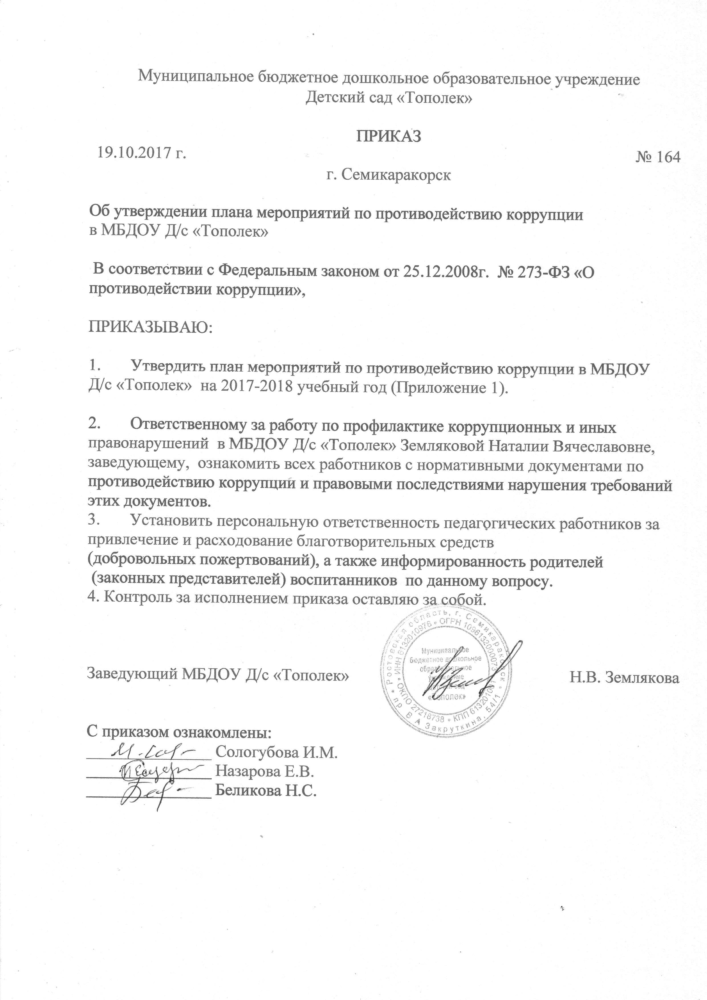 Муниципальное бюджетное дошкольное образовательное учреждение
Детский сад «Тополек»
ПРИКАЗ
19.10.2017 г.
№ 164
г. Семикаракорск
Об утверждении плана мероприятий по противодействию коррупции
в МБДОУ Д/с «Тополек»
В соответствии с Федеральным законом от 25.12.2008г. № 273-ФЗ «О
противодействии коррупции»,
ПРИКАЗЫВАЮ:
1. Утвердить план мероприятий по противодействию коррупции в МБДОУ
Д/с «Тополек» на 2017-2018 учебный год (Приложение 1).
2. Ответственному за работу по профилактике коррупционных и иных
правонарушений в МБДОУ Д/с «Тополек» Земляковой Наталии Вячеславовне,
заведующему, ознакомить всех работников с нормативными документами по
противодействию коррупции и правовыми последствиями нарушения требований
этих документов.
3. Установить персональную ответственность педагогических работников за
привлечение и расходование благотворительных средств
(добровольных пожертвований), а также информированность родителей
(законных представителей) воспитанников по данному вопросу.
4. Контроль за исполнением приказа оставляю за собой.
* Ростовская область, г. Семикаракорск *
пр В А Закруткина, 54/1
* ИНН 6132010976 * ОГРН 1096132000073
* ОКПО 27218738 * КПП 613201001
Муниципальное
бюджетное дошкольное
образовательное
учреждение
детский сад
«Тополек»
Заведующий МБДОУ Д/с «Тополек»
Н.В. Землякова
С приказом ознакомлены:
Сологубова И.М.
Назарова Е.В.
Беликова Н.С.